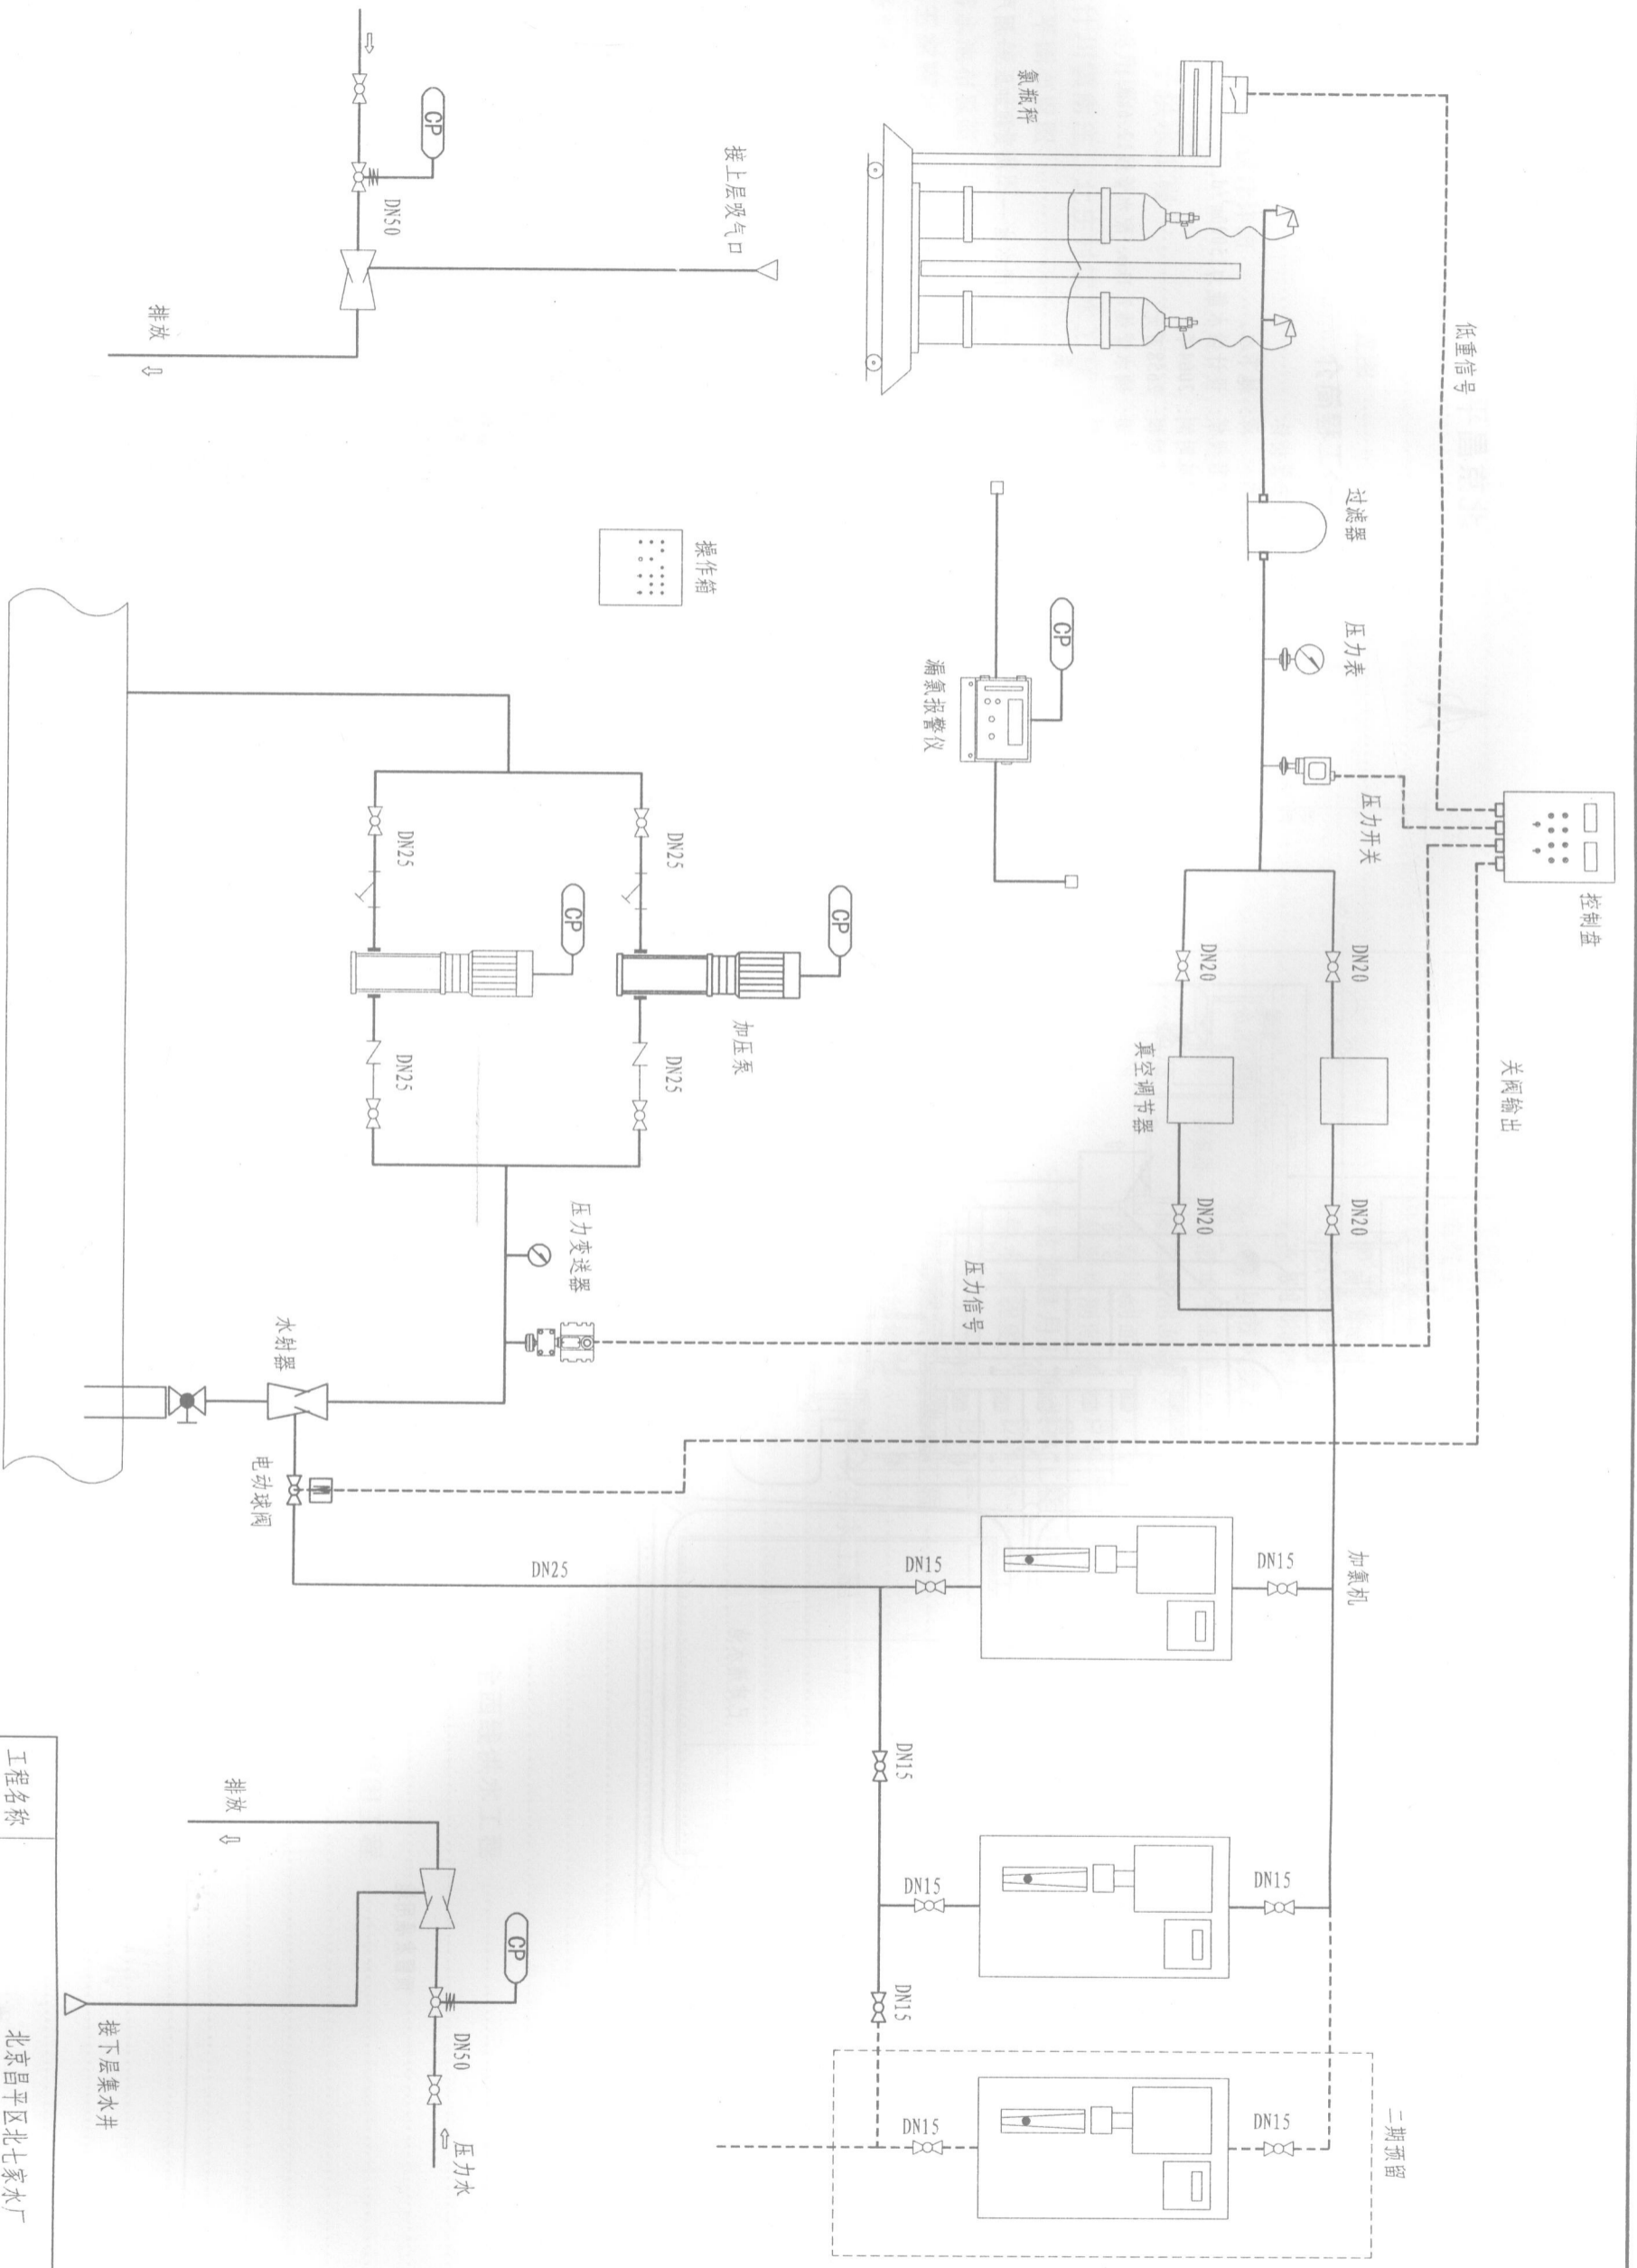 控制盘
低重信号
关阀输出
二期预留
过滤器
压力表
压力开关
DN20
DN20
加氯机
氯瓶秤
DN20
DN20
DN15
DN15
DN15
真空调节器
CP
漏氯报警仪
压力信号
DN15
DN15
DN15
DN15
DN15
接上层吸气口
操作箱
CP
加压泵
DN25
DN25
CP
DN25
压力变送器
CP
DN50
DN25
DN25
水射器
电动球阀
CP
DN50
压力水
排放
排放
接下层集水井
工程名称
北京昌平区北七家水厂